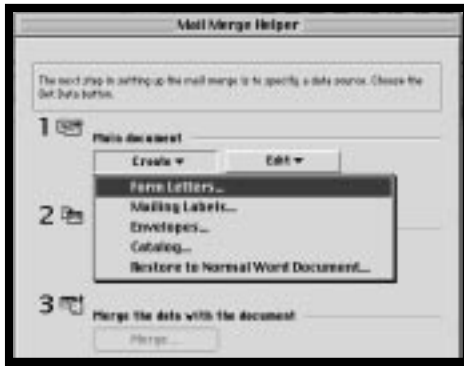 Mail Merge Helper
The next step in setting up the mail merge is to specify a data source. Choose the
Get Data button.
1
Main document
Create Edit
Form Letters...
Mailing Labels...
2
Envelopes...
Catalog...
Restore to Normal Word Document...
3
Merge the data with the document
Merge...